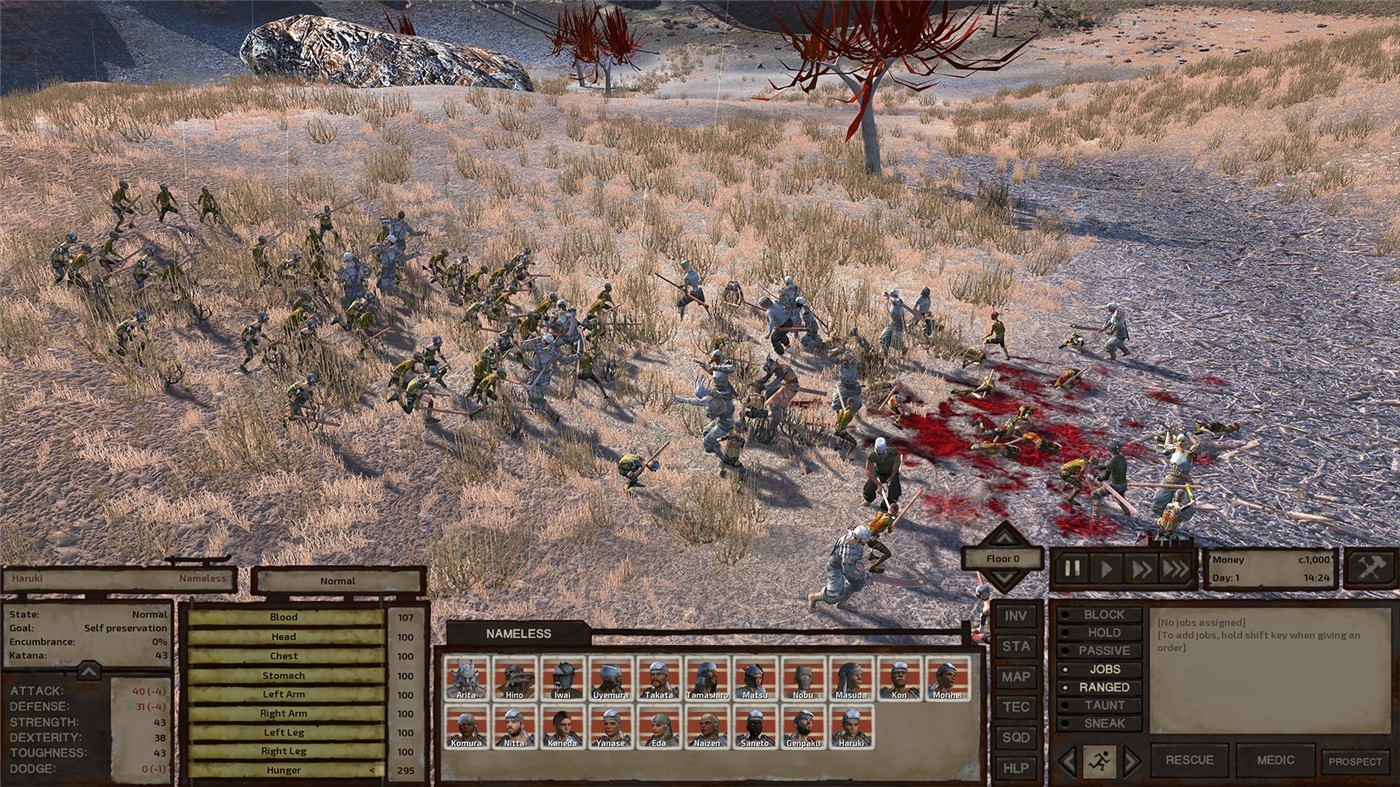 Haruki Nameless
Normal
State: Normal
Goal: Self preservation
Encumbrance: 0%
Katana: 43
ATTACK: 40 (-4)
DEFENSE: 31 (-4)
STRENGTH: 43
DEXTERITY: 38
TOUGHNESS: 43
DODGE: 0 (-1)
Blood 107
Head 100
Chest 100
Stomach 100
Left Arm 100
Right Arm 100
Left Leg 100
Right Leg 100
Hunger < 295
NAMELESS
Arita Hino Iwai Uyemura Takata Tamashiro Matsu Nobu Masuda Kon Morihei
Komura Nitta Kaneda Yanase Eda Naizen Saneto Genpaku Haruki
Floor 0
Money c.1,000
Day: 1 14:24
INV
STA
MAP
TEC
SQD
HLP
BLOCK
HOLD
PASSIVE
JOBS
RANGED
TAUNT
SNEAK
[No jobs assigned]
[To add jobs, hold shift key when giving an
order]
RESCUE MEDIC PROSPECT